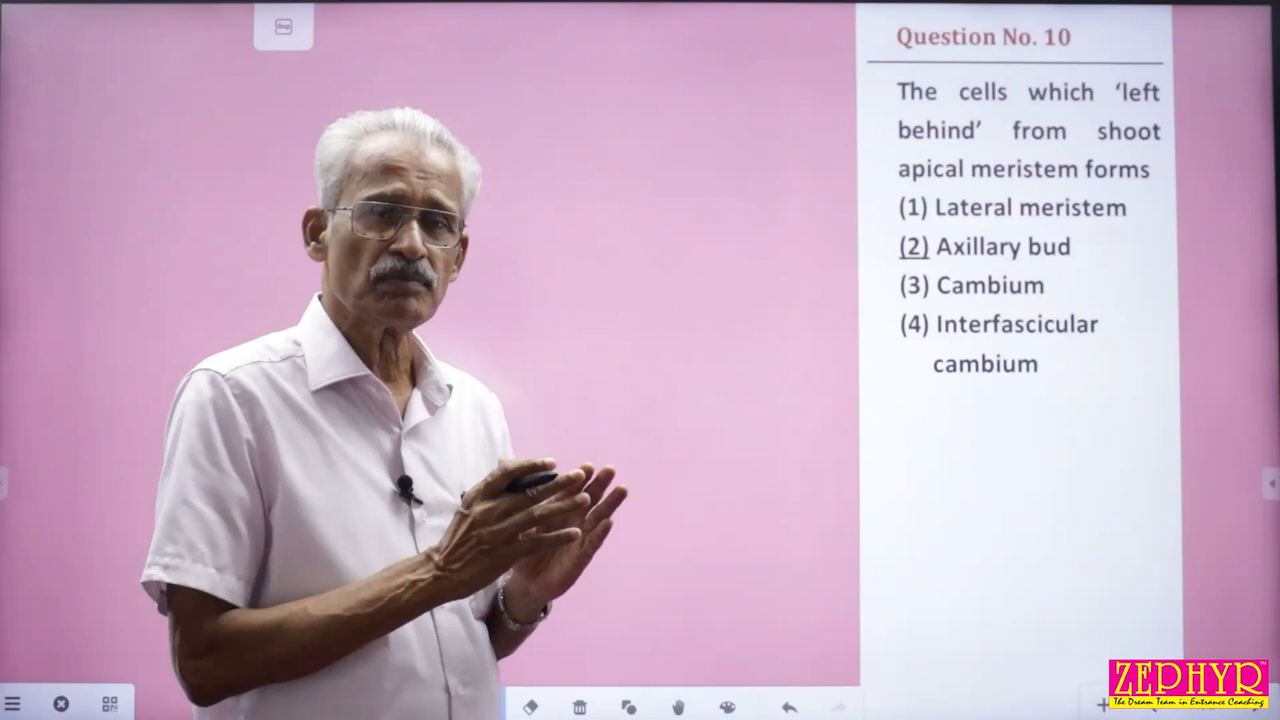 Question No. 10
The cells which ‘left
behind’ from shoot
apical meristem forms
(1) Lateral meristem
(2) Axillary bud
(3) Cambium
(4) Interfascicular
cambium
ZEPHYR™
The Dream Team in Entrance Coaching